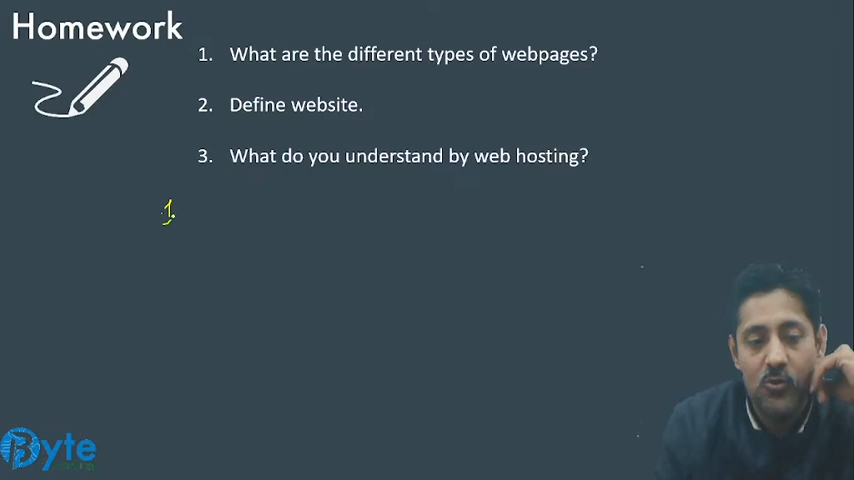 Homework
1. What are the different types of webpages?
2. Define website.
3. What do you understand by web hosting?
1.
Byte